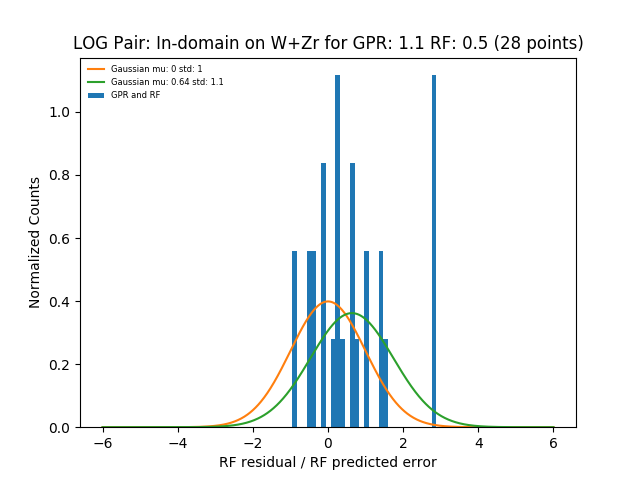 LOG Pair: In-domain on W+Zr for GPR: 1.1 RF: 0.5 (28 points)
Gaussian mu: 0 std: 1
Gaussian mu: 0.64 std: 1.1
GPR and RF
Normalized Counts
1.0
0.8
0.6
0.4
0.2
0.0
−6 −4 −2 0 2 4 6
RF residual / RF predicted error